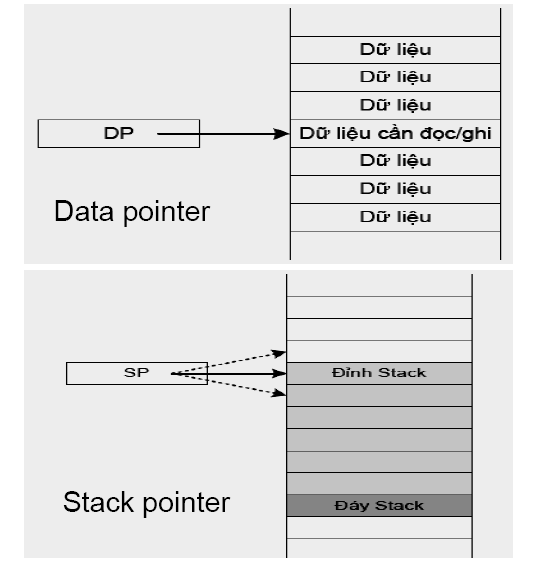 Dữ liệu
Dữ liệu
Dữ liệu
DP
Dữ liệu cần đọc/ghi
Dữ liệu
Dữ liệu
Dữ liệu
Data pointer
SP
Đỉnh Stack
Đáy Stack
Stack pointer